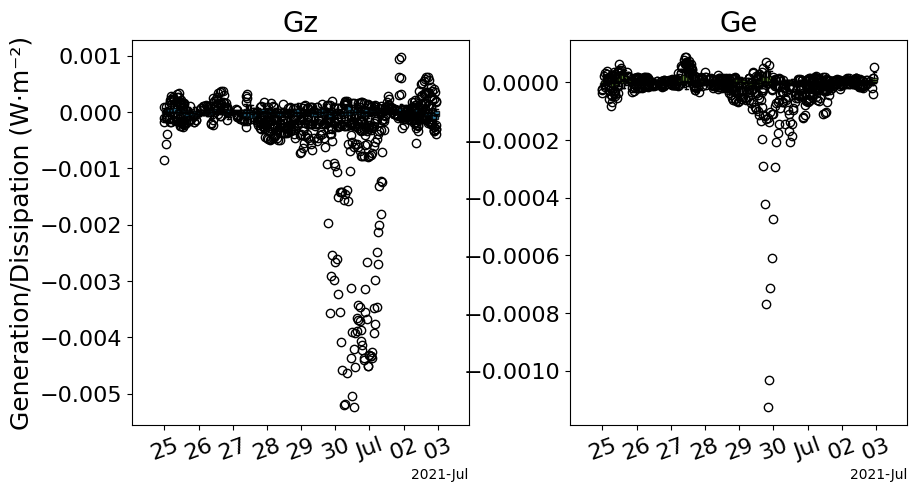 Gz
Generation/Dissipation (W·m⁻²)
0.001
0.000
−0.001
−0.002
−0.003
−0.004
−0.005
25 26 27 28 29 30 Jul 02 03
2021-Jul
Ge
0.0000
−0.0002
−0.0004
−0.0006
−0.0008
−0.0010
25 26 27 28 29 30 Jul 02 03
2021-Jul